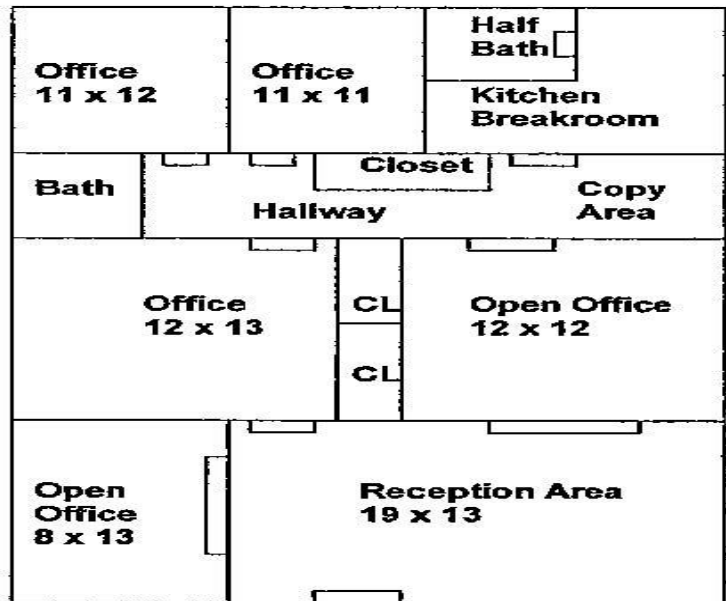 Half
Bath
Office
11 x 12
Office
11 x 11
Kitchen
Breakroom
Bath
Closet
Copy
Area
Hallway
Office
12 x 13
CL
Open Office
12 x 12
CL
Open
Office
8 x 13
Reception Area
19 x 13